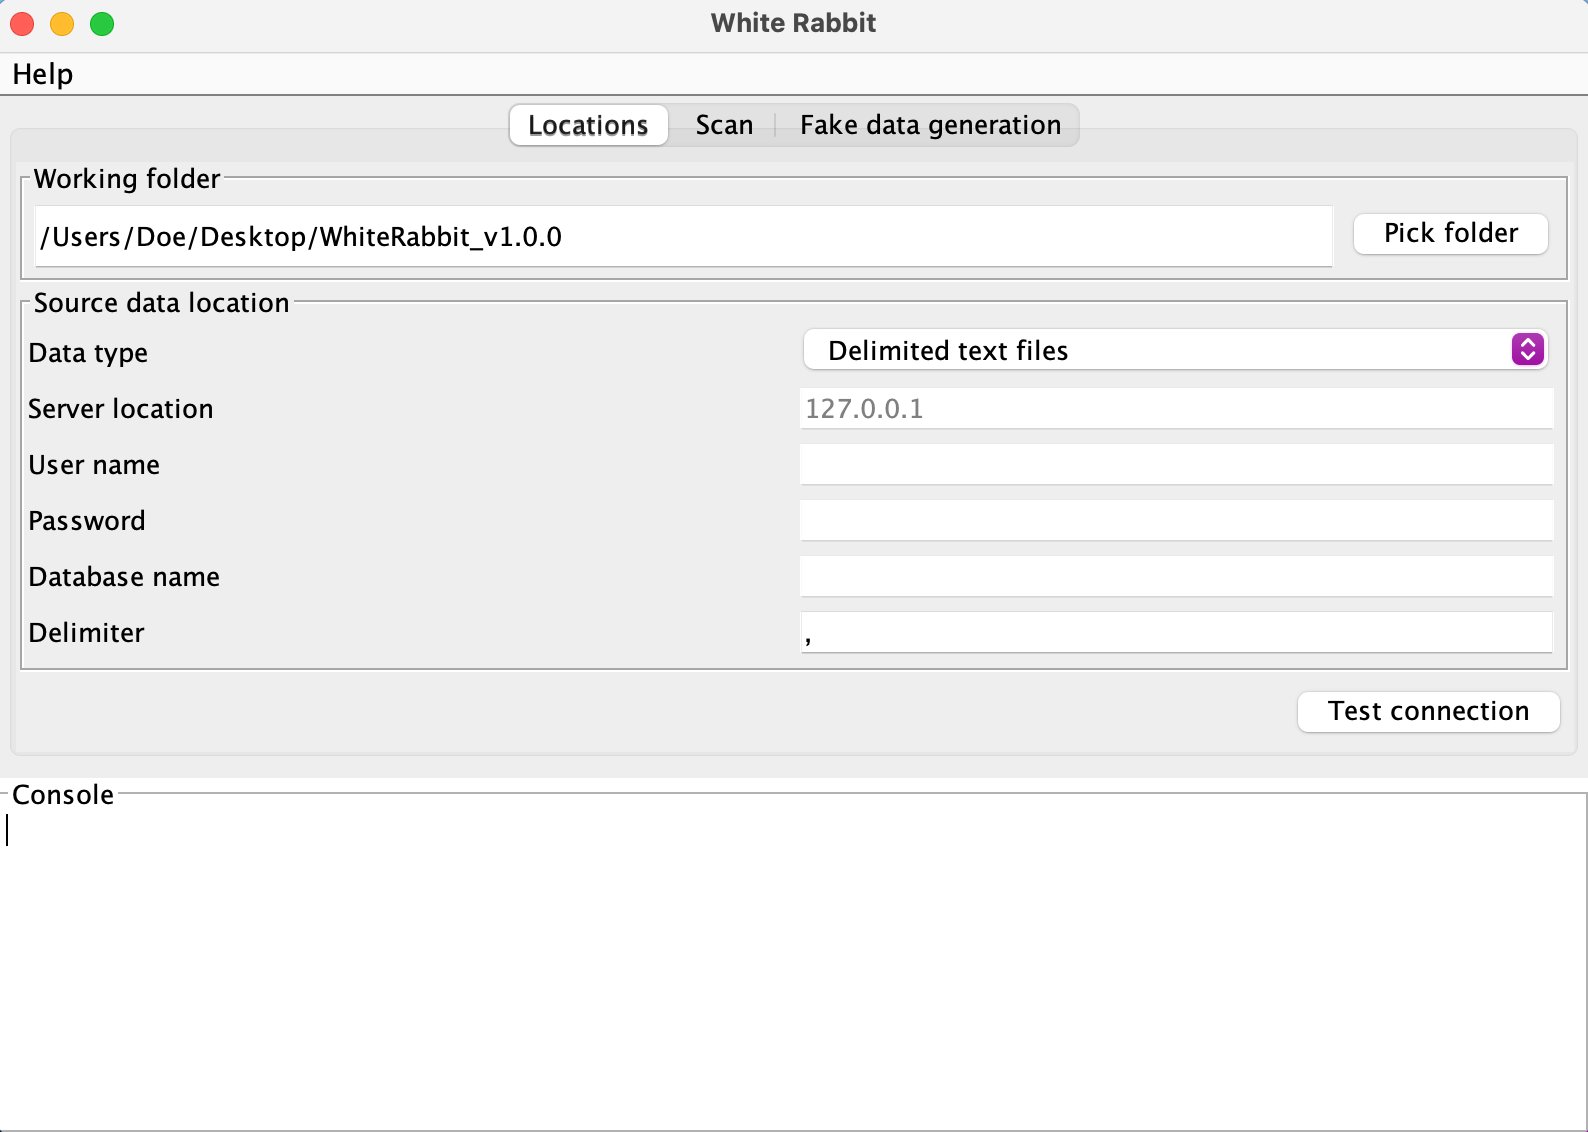 White Rabbit
Help
Locations Scan Fake data generation
Working folder
/Users/Doe/Desktop/WhiteRabbit_v1.0.0 Pick folder
Source data location
Data type Delimited text files
Server location 127.0.0.1
User name
Password
Database name
Delimiter ,
Test connection
Console